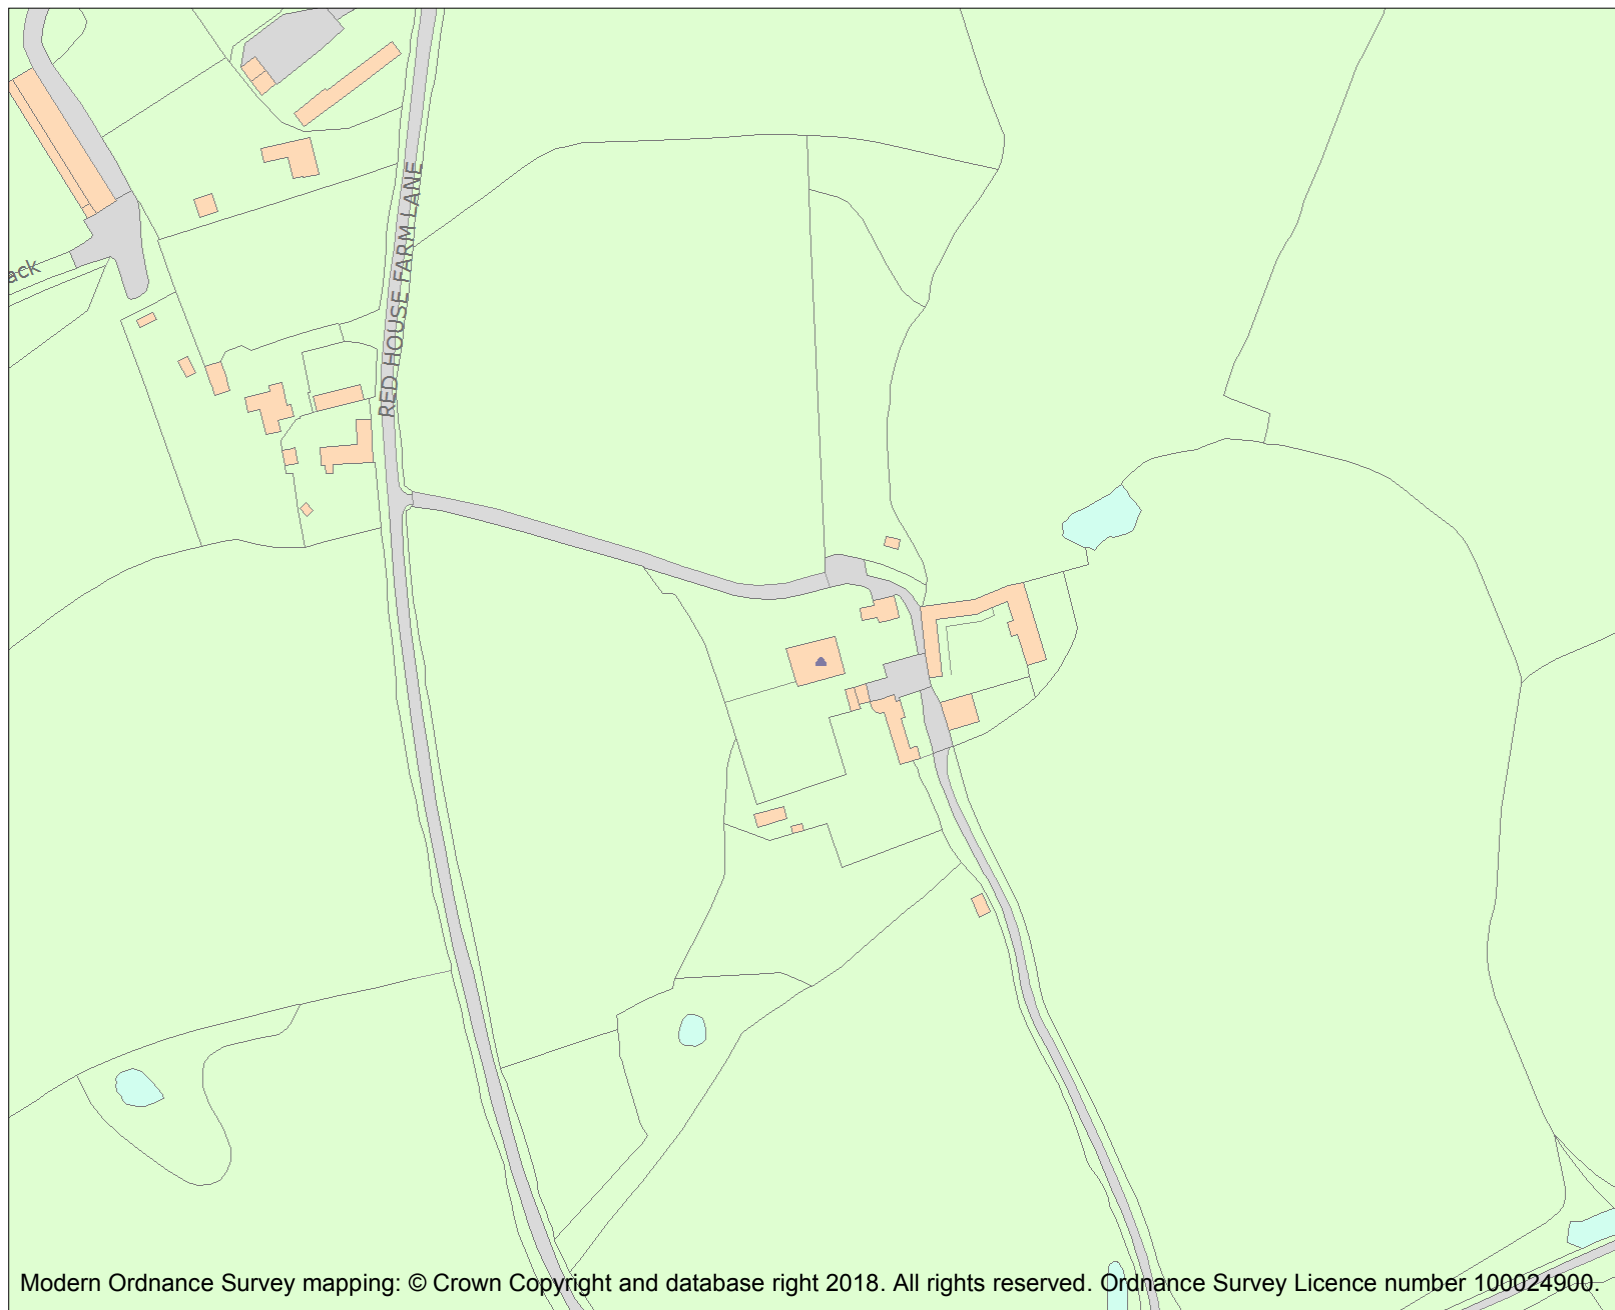 RED HOUSE FARM LANE
ack
Modern Ordnance Survey mapping: © Crown Copyright and database right 2018. All rights reserved. Ordnance Survey Licence number 100024900.